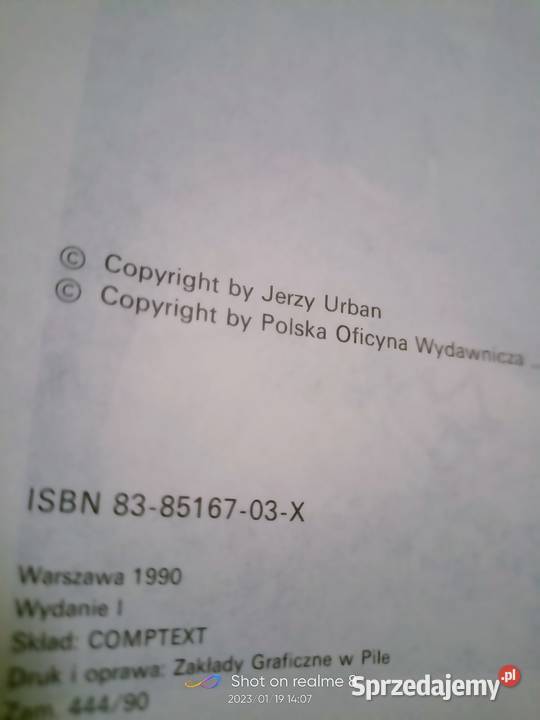 © Copyright by Jerzy Urban
© Copyright by Polska Oficyna Wydawnicza
ISBN 83-85167-03-X
Warszawa 1990
Wydanie I
Skład: COMPTEXT
Druk i oprawa: Zakłady Graficzne w Pile
Zam. 444/90
Shot on realme 8
2023/01/19 14:07
Sprzedajemy.pl